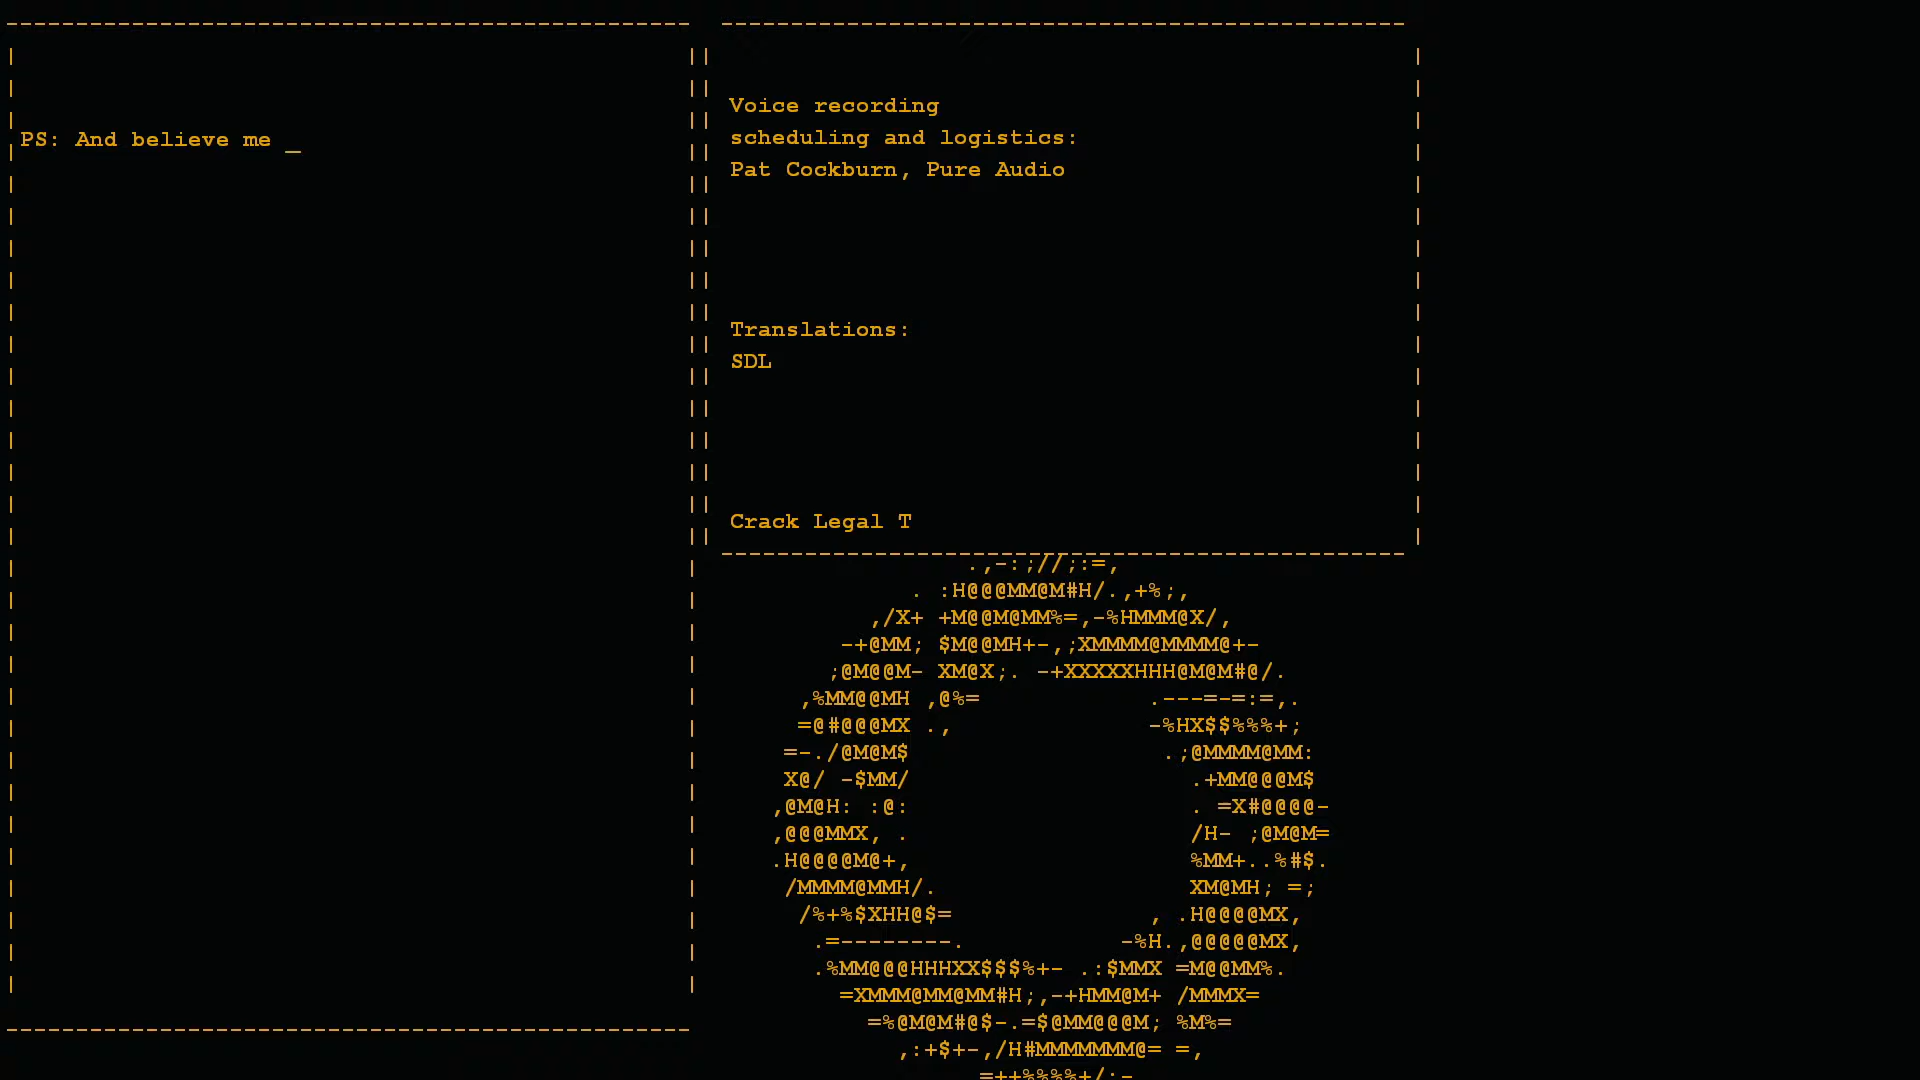 PS: And believe me _
Voice recording
scheduling and logistics:
Pat Cockburn, Pure Audio
Translations:
SDL
Crack Legal T